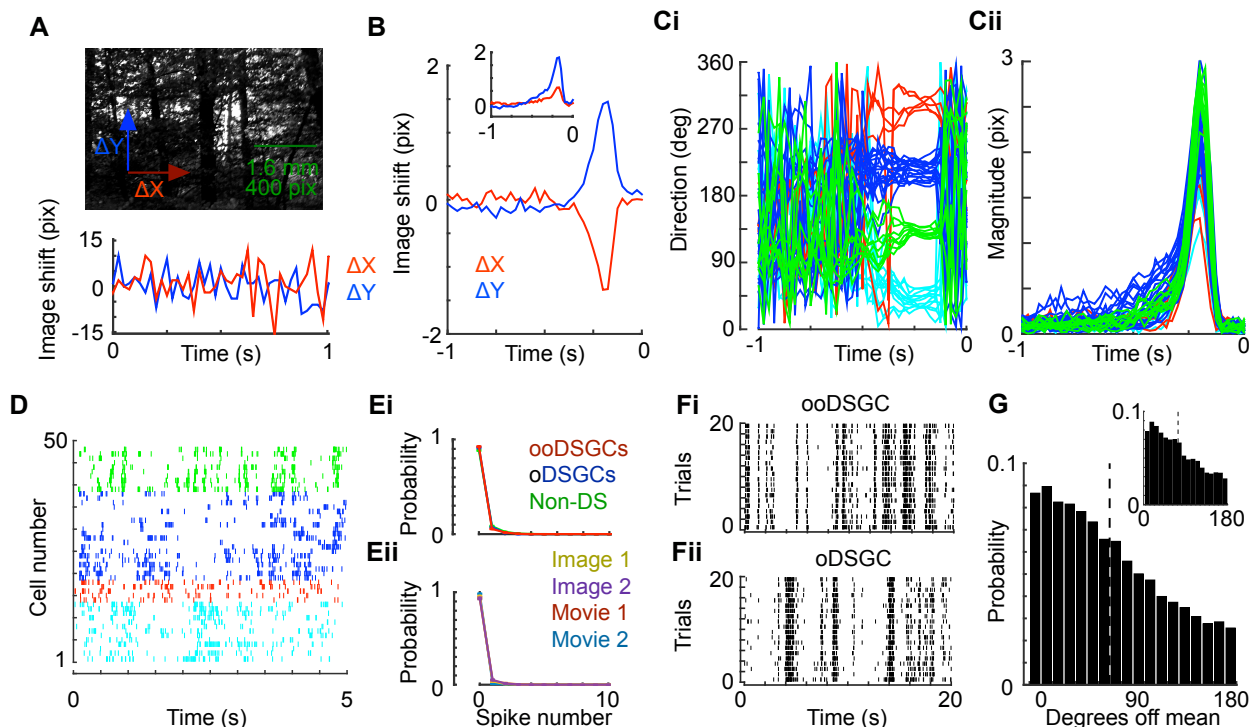 A
ΔY
ΔX
1.6 mm
400 pix
Image shiift (pix)
15
0
-15
0
1
Time (s)
ΔX
ΔY
B
Image shiift (pix)
2
0
-2
-1
0
Time (s)
2
0
-1
0
ΔX
ΔY
Ci
Direction (deg)
360
270
180
90
0
-1
0
Time (s)
Cii
Magnitude (pix)
3
0
-1
0
Time (s)
D
Cell number
50
1
0
5
Time (s)
Ei
Probability
1
0
ooDSGCs
oDSGCs
Non-DS
Eii
Probability
1
0
Image 1
Image 2
Movie 1
Movie 2
0
10
Spike number
Fi
ooDSGC
Trials
20
0
Fii
oDSGC
Trials
20
0
0
20
Time (s)
G
Probability
0.1
0
0
90
180
Degrees off mean
0.1
0
0
180